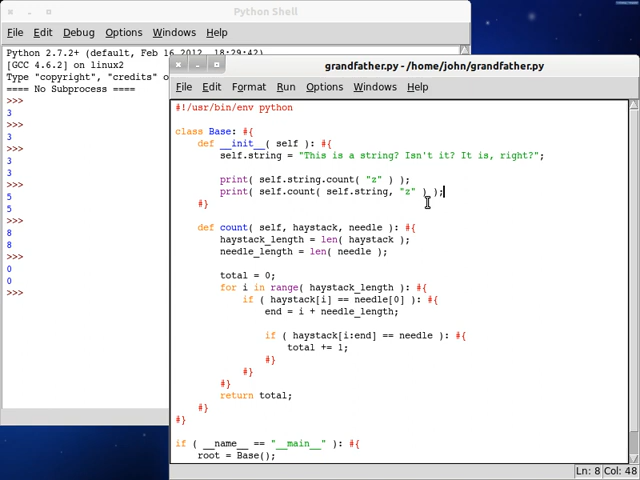 Python Shell
File Edit Debug Options Windows Help
Python 2.7.2+ (default, Feb 16 2012, 18:29:42)
[GCC 4.6.2] on linux2
Type "copyright", "credits" o
==== No Subprocess ====
>>>
3
>>>
3
>>>
3
3
>>>
5
5
>>>
8
8
>>>
0
0
>>>
grandfather.py - /home/john/grandfather.py
File Edit Format Run Options Windows Help
#!/usr/bin/env python
class Base: #{
def __init__( self ): #{
self.string = "This is a string? Isn't it? It is, right?";
print( self.string.count( "z" ) );
print( self.count( self.string, "z" ) );
#}
def count( self, haystack, needle ): #{
haystack_length = len( haystack );
needle_length = len( needle );
total = 0;
for i in range( haystack_length ): #{
if ( haystack[i] == needle[0] ): #{
end = i + needle_length;
if ( haystack[i:end] == needle ): #{
total += 1;
#}
#}
#}
return total;
#}
#}
if ( __name__ == "__main__" ): #{
root = Base();
Ln: 8 Col: 48